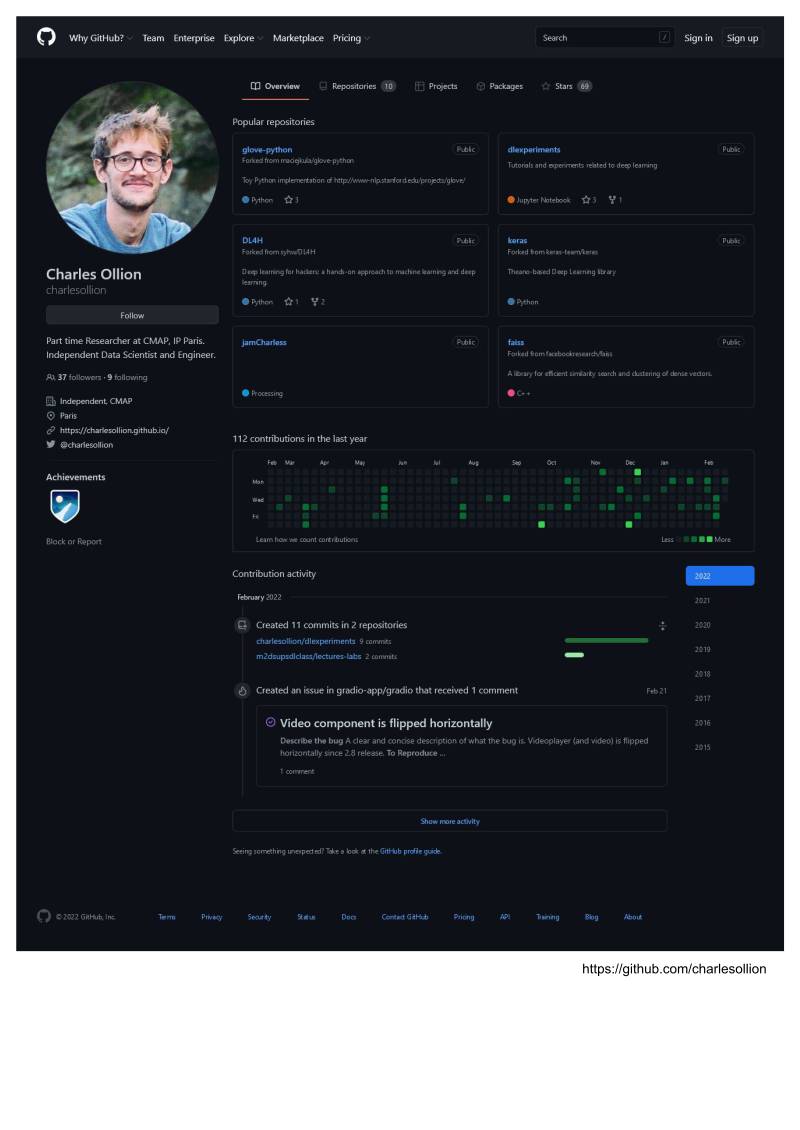 Why GitHub? Team Enterprise Explore Marketplace Pricing Search / Sign in Sign up
Overview Repositories 10 Projects Packages Stars 69
Charles Ollion
charlesollion
Follow
Part time Researcher at CMAP, IP Paris.
Independent Data Scientist and Engineer.
37 followers · 9 following
Independent, CMAP
Paris
https://charlesollion.github.io/
@charlesollion
Achievements
Block or Report
Popular repositories
glove-python Public
Forked from maciejkula/glove-python
Toy Python implementation of http://www-nlp.stanford.edu/projects/glove/
Python 3
dlexperiments Public
Tutorials and experiments related to deep learning
Jupyter Notebook 3 1
DL4H Public
Forked from syhw/DL4H
Deep learning for hackers: a hands-on approach to machine learning and deep
learning.
Python 1 2
keras Public
Forked from keras-team/keras
Theano-based Deep Learning library
Python
jamCharless Public
Processing
faiss Public
Forked from facebookresearch/faiss
A library for efficient similarity search and clustering of dense vectors.
C++
112 contributions in the last year
Feb Mar Apr May Jun Jul Aug Sep Oct Nov Dec Jan Feb
Mon
Wed
Fri
Learn how we count contributions Less More
Contribution activity
February 2022
Created 11 commits in 2 repositories
charlesollion/dlexperiments 9 commits
m2dsupsdlclass/lectures-labs 2 commits
Created an issue in gradio-app/gradio that received 1 comment Feb 21
Video component is flipped horizontally
Describe the bug A clear and concise description of what the bug is. Videoplayer (and video) is flipped
horizontally since 2.8 release. To Reproduce ...
1 comment
Show more activity
Seeing something unexpected? Take a look at the GitHub profile guide.
2022
2021
2020
2019
2018
2017
2016
2015
© 2022 GitHub, Inc. Terms Privacy Security Status Docs Contact GitHub Pricing API Training Blog About
https://github.com/charlesollion